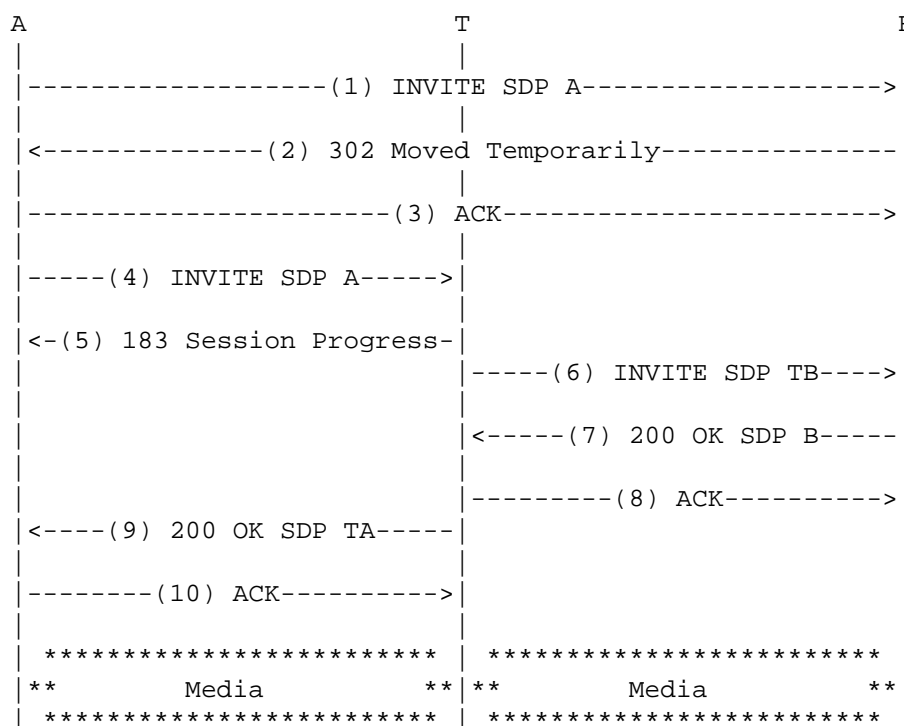 A T
|-------------------(1) INVITE SDP A------------------->
|<--------------(2) 302 Moved Temporarily---------------
|-----------------------(3) ACK------------------------>
|-----(4) INVITE SDP A----->|
|<-(5) 183 Session Progress-|
|-----(6) INVITE SDP TB---->
|<-----(7) 200 OK SDP B-----
|---------(8) ACK---------->
|<----(9) 200 OK SDP TA-----|
|--------(10) ACK---------->|
| ************************* | *************************
|** Media **|** Media **
| ************************* | *************************